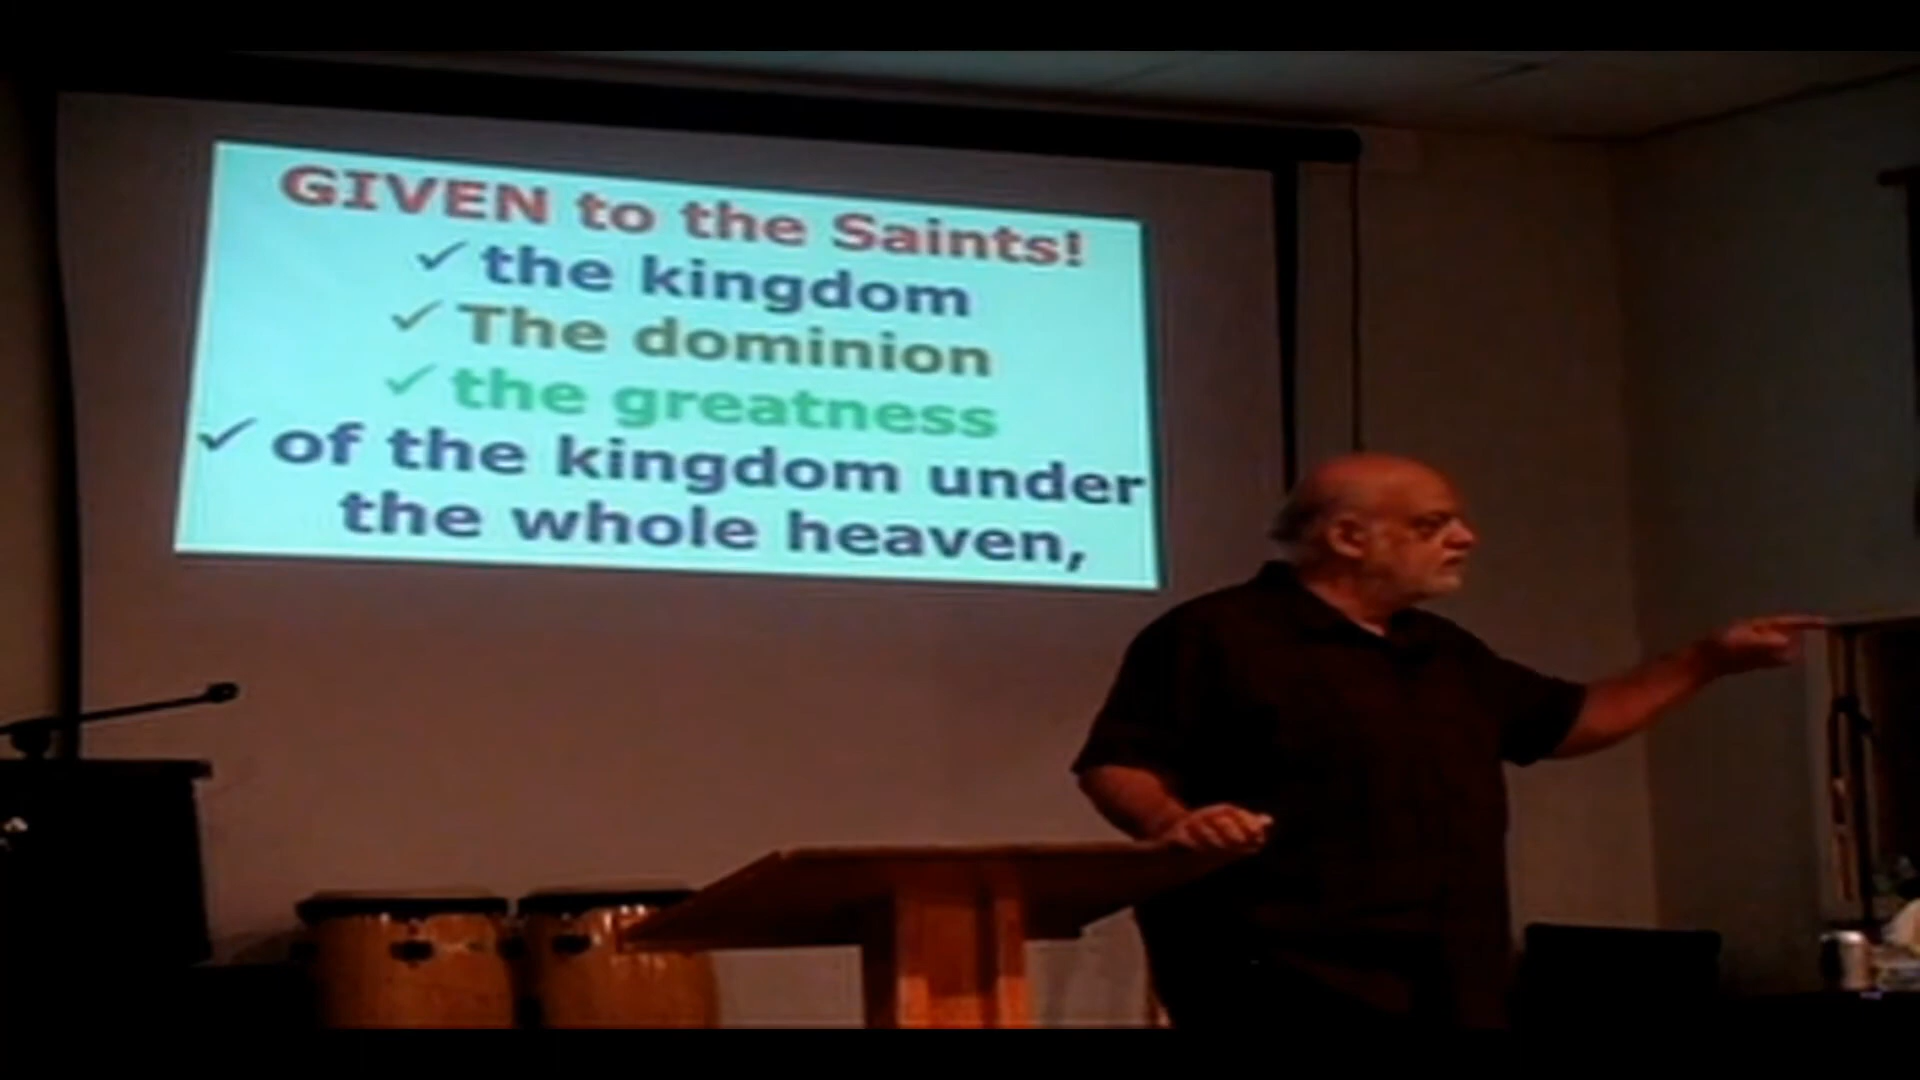 GIVEN to the Saints!
✓ the kingdom
✓ The dominion
✓ the greatness
✓ of the kingdom under
the whole heaven,